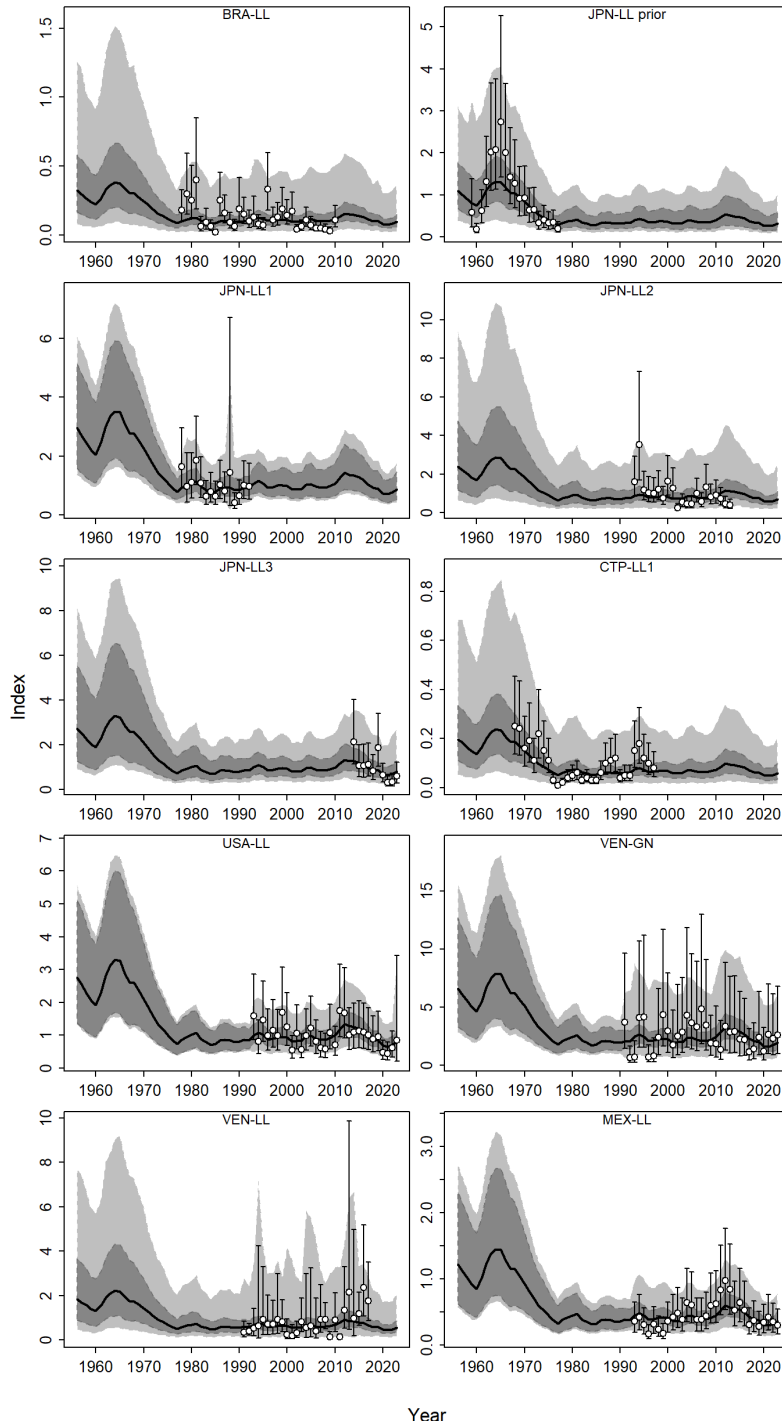 BRA-LL
0.0 0.5 1.0 1.5
1960 1970 1980 1990 2000 2010 2020
JPN-LL prior
0 1 2 3 4 5
1960 1970 1980 1990 2000 2010 2020
JPN-LL1
0 2 4 6
1960 1970 1980 1990 2000 2010 2020
JPN-LL2
0 2 4 6 8 10
1960 1970 1980 1990 2000 2010 2020
JPN-LL3
0 2 4 6 8 10
1960 1970 1980 1990 2000 2010 2020
CTP-LL1
0.0 0.2 0.4 0.6 0.8
1960 1970 1980 1990 2000 2010 2020
Index
USA-LL
0 1 2 3 4 5 6 7
1960 1970 1980 1990 2000 2010 2020
VEN-GN
0 5 10 15
1960 1970 1980 1990 2000 2010 2020
VEN-LL
0 2 4 6 8 10
1960 1970 1980 1990 2000 2010 2020
MEX-LL
0.0 1.0 2.0 3.0
1960 1970 1980 1990 2000 2010 2020
Year